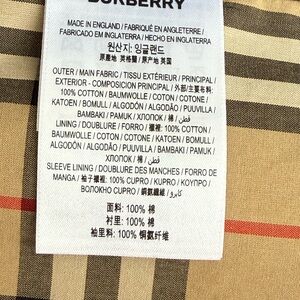 BURBERRY
MADE IN ENGLAND / FABRIQUÉ EN ANGLETERRE /
FABRICADO EM INGLATERRA / HECHO EN INGLATERRA
원산지: 잉글랜드
原產地 英格蘭 / 原产地 英国
OUTER / MAIN FABRIC / TISSU EXTÉRIEUR / PRINCIPAL /
EXTERIOR - COMPOSICION PRINCIPAL / 外部/主要布料:
100% COTTON / BAUMWOLLE / COTON / COTONE /
KATOEN / BOMULL / ALGODÓN / ALGODÃO / PUUVILLA /
BAMBAKI / PAMUK / ХЛОПОК / 棉 / قطن
LINING / DOUBLURE / FORRO / 100% COTTON /
BAUMWOLLE / COTON / COTONE / KATOEN / BOMULL /
ALGODÓN / ALGODÃO / PUUVILLA / BAMBAKI / PAMUK /
ХЛОПОК / 棉 / قطن
SLEEVE LINING / DOUBLURE DES MANCHES / FORRO DE
MANGA / 袖子襯裡: 100% CUPRO / KUPRO / КОУПРО /
ВОЛОКНО CUPRO / 銅氨纖維 / كابرو
面料: 100% 棉
衬里: 100% 棉
袖里料: 100% 铜氨纤维